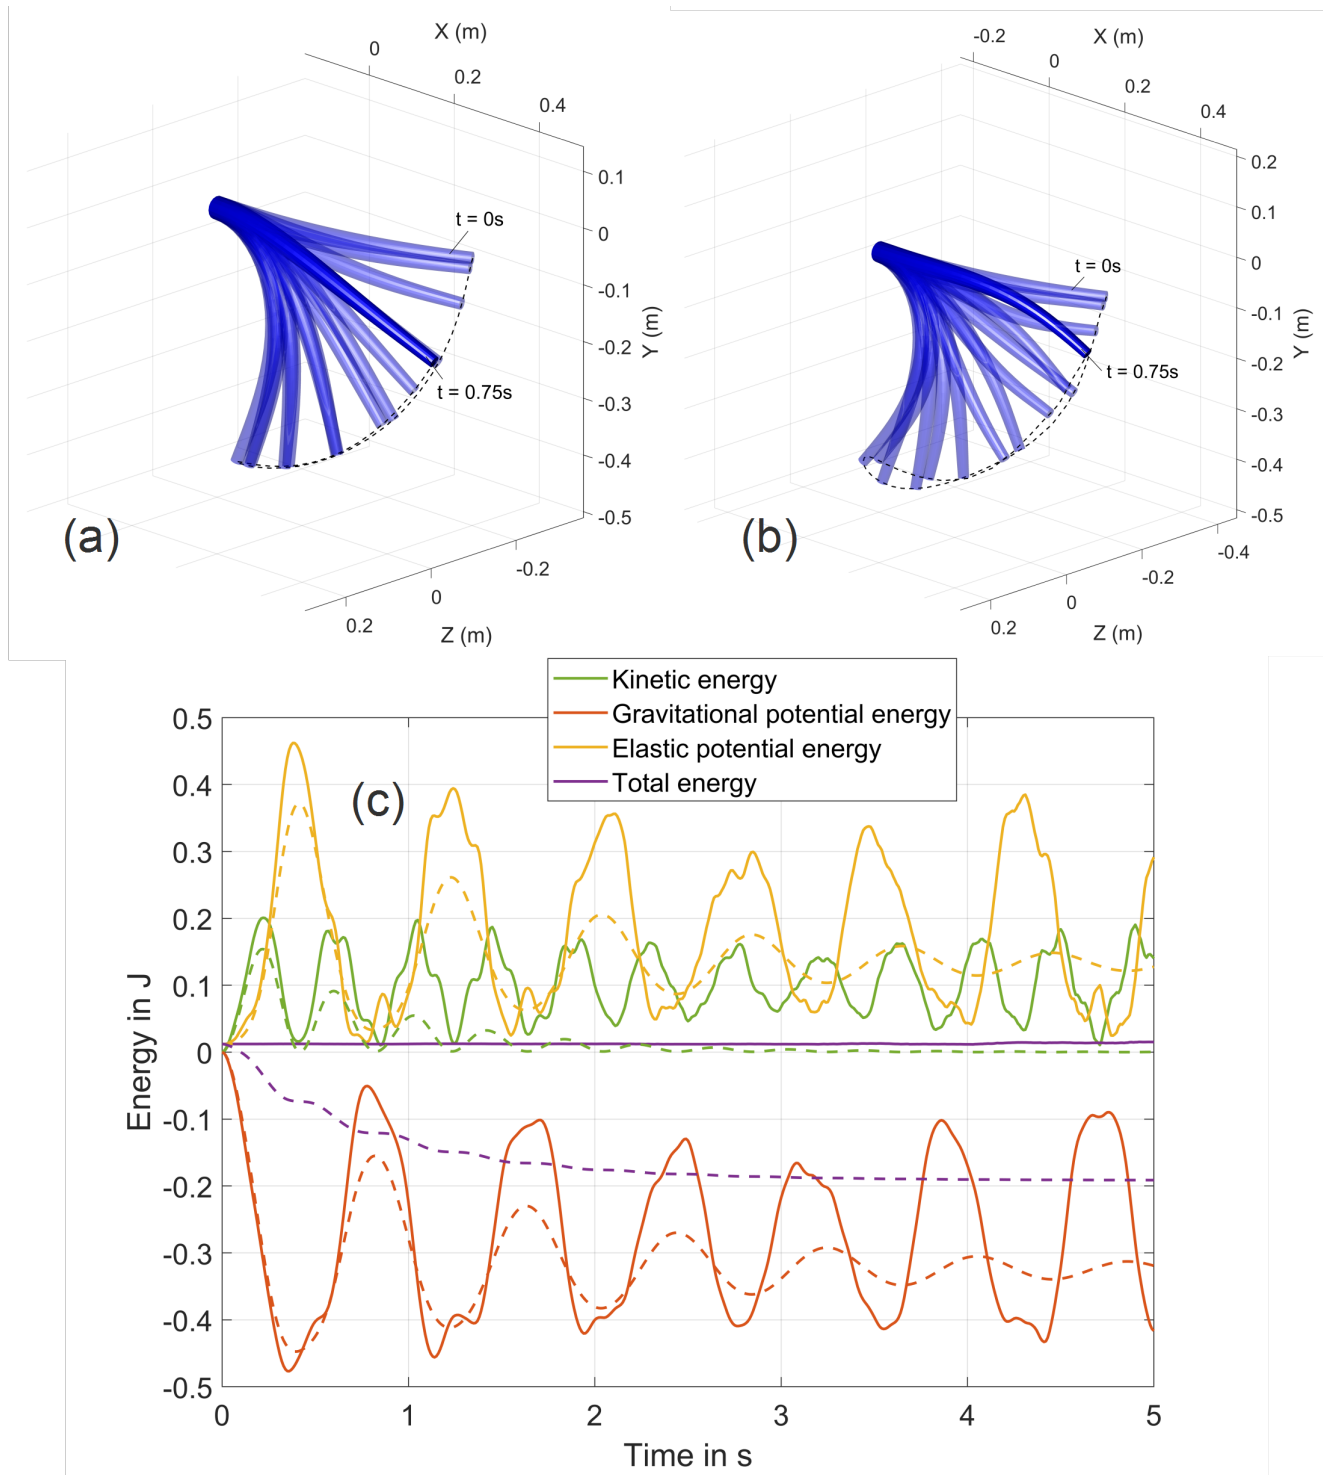 X (m)
0
0.2
0.4
0.1
0
-0.1
-0.2
-0.3
-0.4
-0.5
Y (m)
t = 0s
t = 0.75s
(a)
-0.2
0
0.2
Z (m)
X (m)
-0.2
0
0.2
0.4
0.2
0.1
0
-0.1
-0.2
-0.3
-0.4
-0.5
Y (m)
t = 0s
t = 0.75s
(b)
-0.4
-0.2
0
0.2
Z (m)
Kinetic energy
Gravitational potential energy
Elastic potential energy
Total energy
(c)
0.5
0.4
0.3
0.2
0.1
0
-0.1
-0.2
-0.3
-0.4
-0.5
Energy in J
0 1 2 3 4 5
Time in s